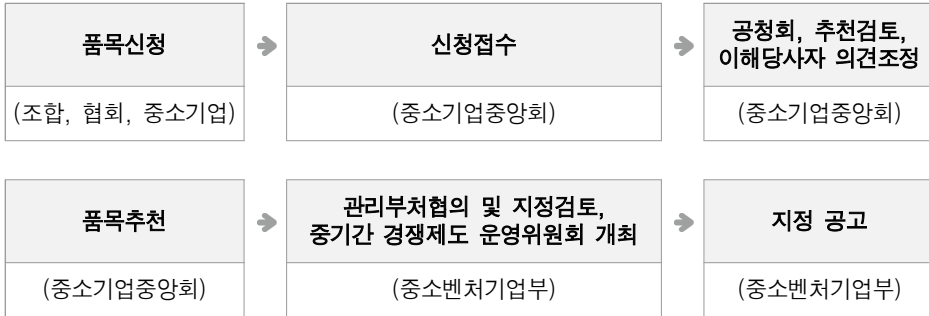 품목신청
(조합, 협회, 중소기업)
신청접수
(중소기업중앙회)
공청회, 추천검토,
이해당사자 의견조정
(중소기업중앙회)
품목추천
(중소기업중앙회)
관리부처협의 및 지정검토,
중기간 경쟁제도 운영위원회 개최
(중소벤처기업부)
지정 공고
(중소벤처기업부)